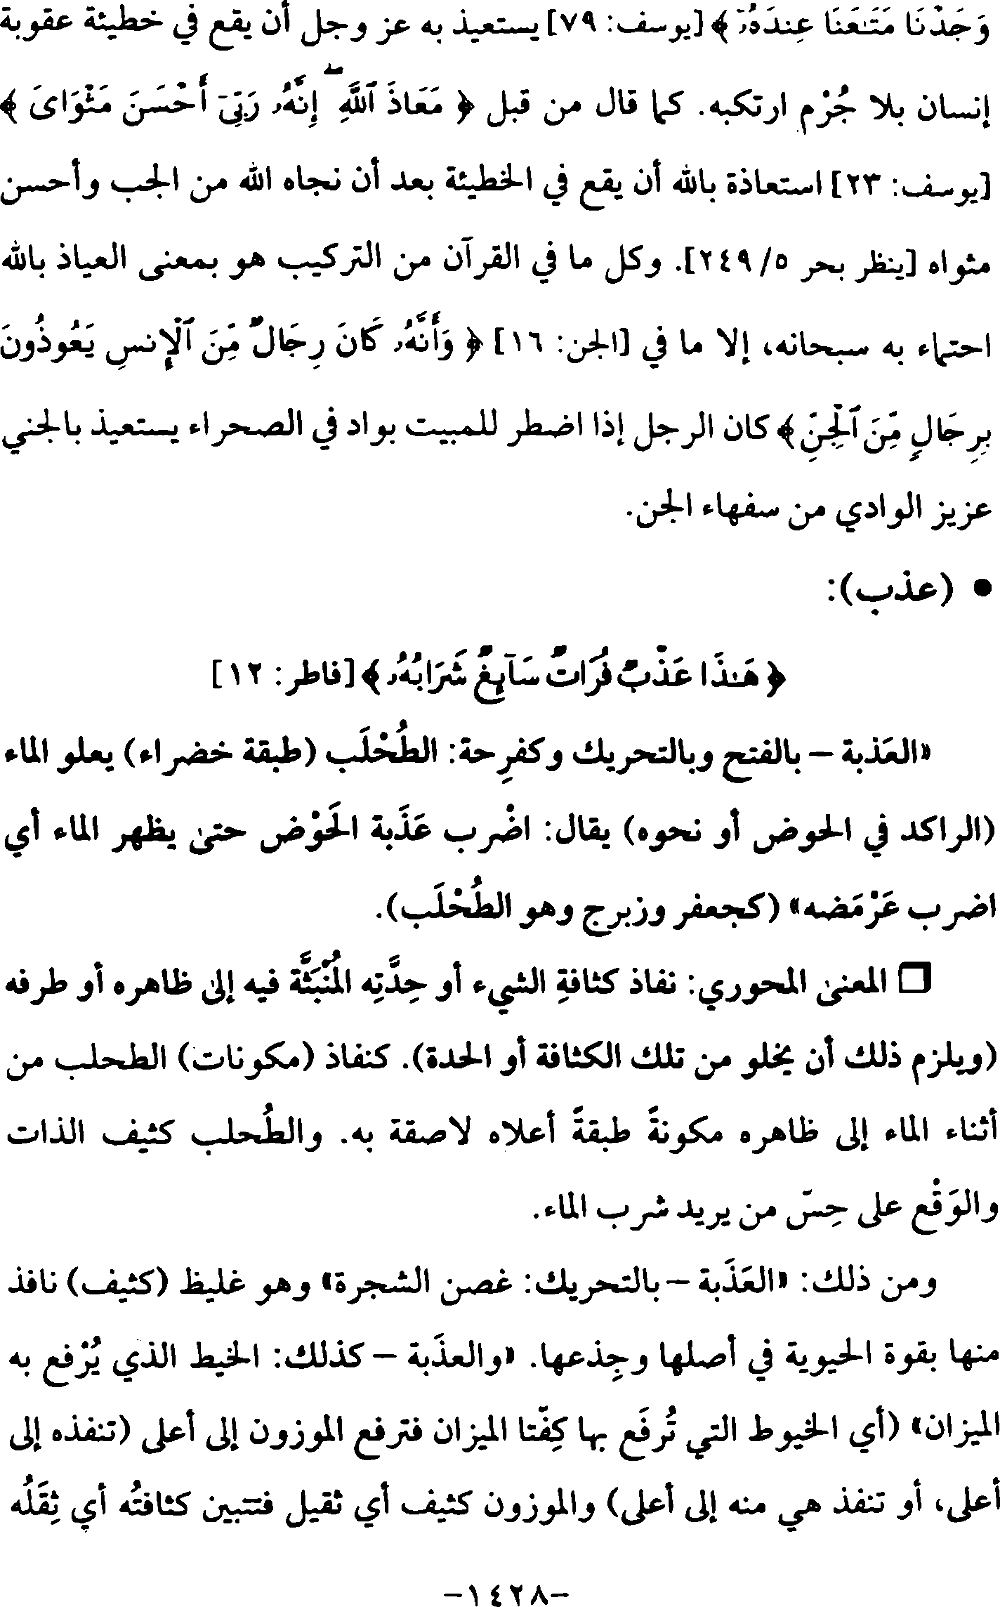 وَجَدْنَا مَتَـٰعَنَا عِندَهُۥٓ ﴾ [يوسف: ٧٩] يستعيذ به عز وجل أن يقع في خطيئة عقوبة
إنسان بلا جُرْم ارتكبه. كما قال من قبل ﴿ مَعَاذَ ٱللَّهِ ۖ إِنَّهُۥ رَبِّىٓ أَحْسَنَ مَثْوَاىَ ﴾
[يوسف: ٢٣] استعاذة بالله أن يقع في الخطيئة بعد أن نجاه الله من الجب وأحسن
مثواه [ينظر بحر ٥/ ٢٤٩]. وكل ما في القرآن من التركيب هو بمعنى العياذ بالله
احتماء به سبحانه، إلا ما في [الجن: ١٦] ﴿ وَأَنَّهُۥ كَانَ رِجَالٌ مِّنَ ٱلْإِنسِ يَعُوذُونَ
بِرِجَالٍ مِّنَ ٱلْجِنِّ ﴾ كان الرجل إذا اضطر للمبيت بواد في الصحراء يستعيذ بالجني
عزيز الوادي من سفهاء الجن.
• (عذب):
﴿ هَـٰذَا عَذْبٌ فُرَاتٌ سَآئِغٌ شَرَابُهُۥ ﴾ [فاطر: ١٢]
«العَذبة – بالفتح وبالتحريك وكفرِحة: الطُحْلَب (طبقة خضراء) يعلو الماء
(الراكد في الحوض أو نحوه) يقال: اضْرب عَذَبة الحَوْض حتىٰ يظهر الماء أي
اضرب عَرْمَضه» (كجعفر وزبرج وهو الطُحْلَب).
❐ المعنىٰ المحوري: نفاذ كثافةِ الشيء أو حِدَّتِه المُنْبَثَّة فيه إلىٰ ظاهره أو طرفه
(ويلزم ذلك أن يخلو من تلك الكثافة أو الحدة). كنفاذ (مكونات) الطحلب من
أثناء الماء إلى ظاهره مكونةً طبقةً أعلاه لاصقة به. والطُحلب كثيف الذات
والوَقْع على حِسّ من يريد شرب الماء.
ومن ذلك: «العَذَبة – بالتحريك: غصن الشجرة» وهو غليظ (كثيف) نافذ
منها بقوة الحيوية في أصلها وجِذعها. «والعذَبة – كذلك: الخيط الذي يُرْفع به
الميزان» (أي الخيوط التي تُرفَع بها كِفّتا الميزان فترفع الموزون إلى أعلى (تنفذه إلى
أعلى، أو تنفذ هي منه إلى أعلى) والموزون كثيف أي ثقيل فتتبين كثافتُه أي ثِقَلُه
-١٤٢٨-